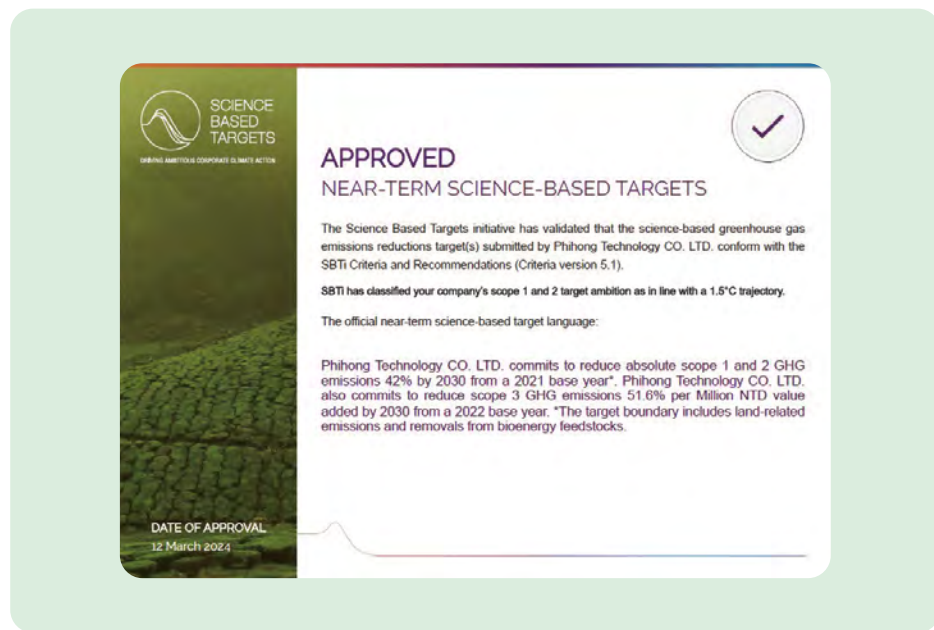 SCIENCE
BASED
TARGETS
DRIVING AMBITIOUS CORPORATE CLIMATE ACTION
APPROVED
NEAR-TERM SCIENCE-BASED TARGETS
The Science Based Targets initiative has validated that the science-based greenhouse gas
emissions reductions target(s) submitted by Phihong Technology CO. LTD. conform with the
SBTi Criteria and Recommendations (Criteria version 5.1).
SBTi has classified your company's scope 1 and 2 target ambition as in line with a 1.5°C trajectory.
The official near-term science-based target language:
Phihong Technology CO. LTD. commits to reduce absolute scope 1 and 2 GHG
emissions 42% by 2030 from a 2021 base year*. Phihong Technology CO. LTD.
also commits to reduce scope 3 GHG emissions 51.6% per Million NTD value
added by 2030 from a 2022 base year. *The target boundary includes land-related
emissions and removals from bioenergy feedstocks.
DATE OF APPROVAL
12 March 2024